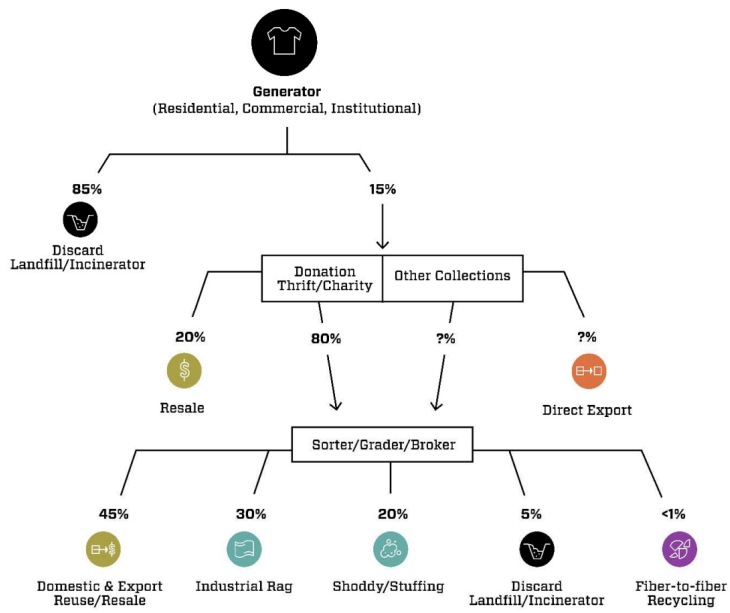 Generator
(Residential, Commercial, Institutional)
85%
15%
Discard
Landfill/Incinerator
Donation
Thrift/Charity
Other Collections
20%
80%
?%
?%
$
Resale
Direct Export
Sorter/Grader/Broker
45%
30%
20%
5%
<1%
$
Domestic & Export
Reuse/Resale
Industrial Rag
Shoddy/Stuffing
Discard
Landfill/Incinerator
Fiber-to-fiber
Recycling